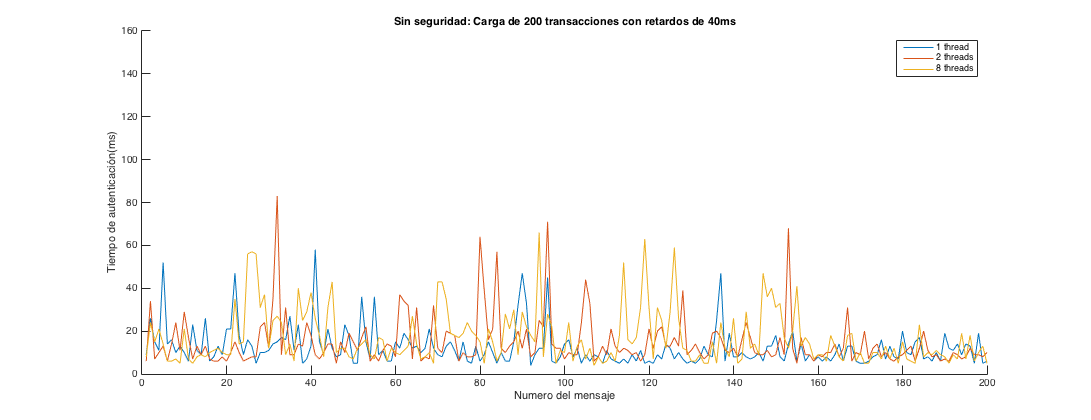 Sin seguridad: Carga de 200 transacciones con retardos de 40ms
1 thread
2 threads
8 threads
Tiempo de autenticación(ms)
160
140
120
100
80
60
40
20
0
0 20 40 60 80 100 120 140 160 180 200
Numero del mensaje